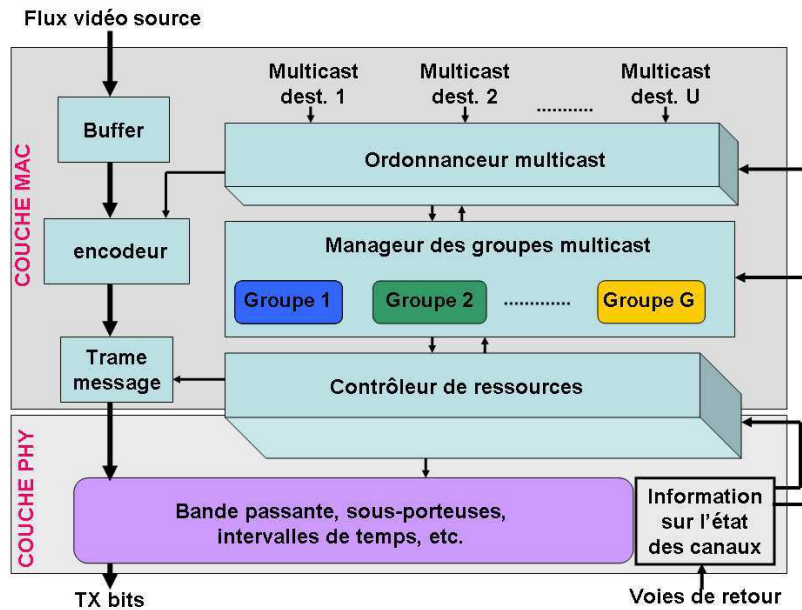 Flux vidéo source
COUCHE MAC
Buffer
encodeur
Trame
message
Multicast
dest. 1
Multicast
dest. 2
...........
Multicast
dest. U
Ordonnanceur multicast
Manageur des groupes multicast
Groupe 1
Groupe 2
............
Groupe G
Contrôleur de ressources
COUCHE PHY
Bande passante, sous-porteuses,
intervalles de temps, etc.
Information
sur l'état
des canaux
TX bits
Voies de retour